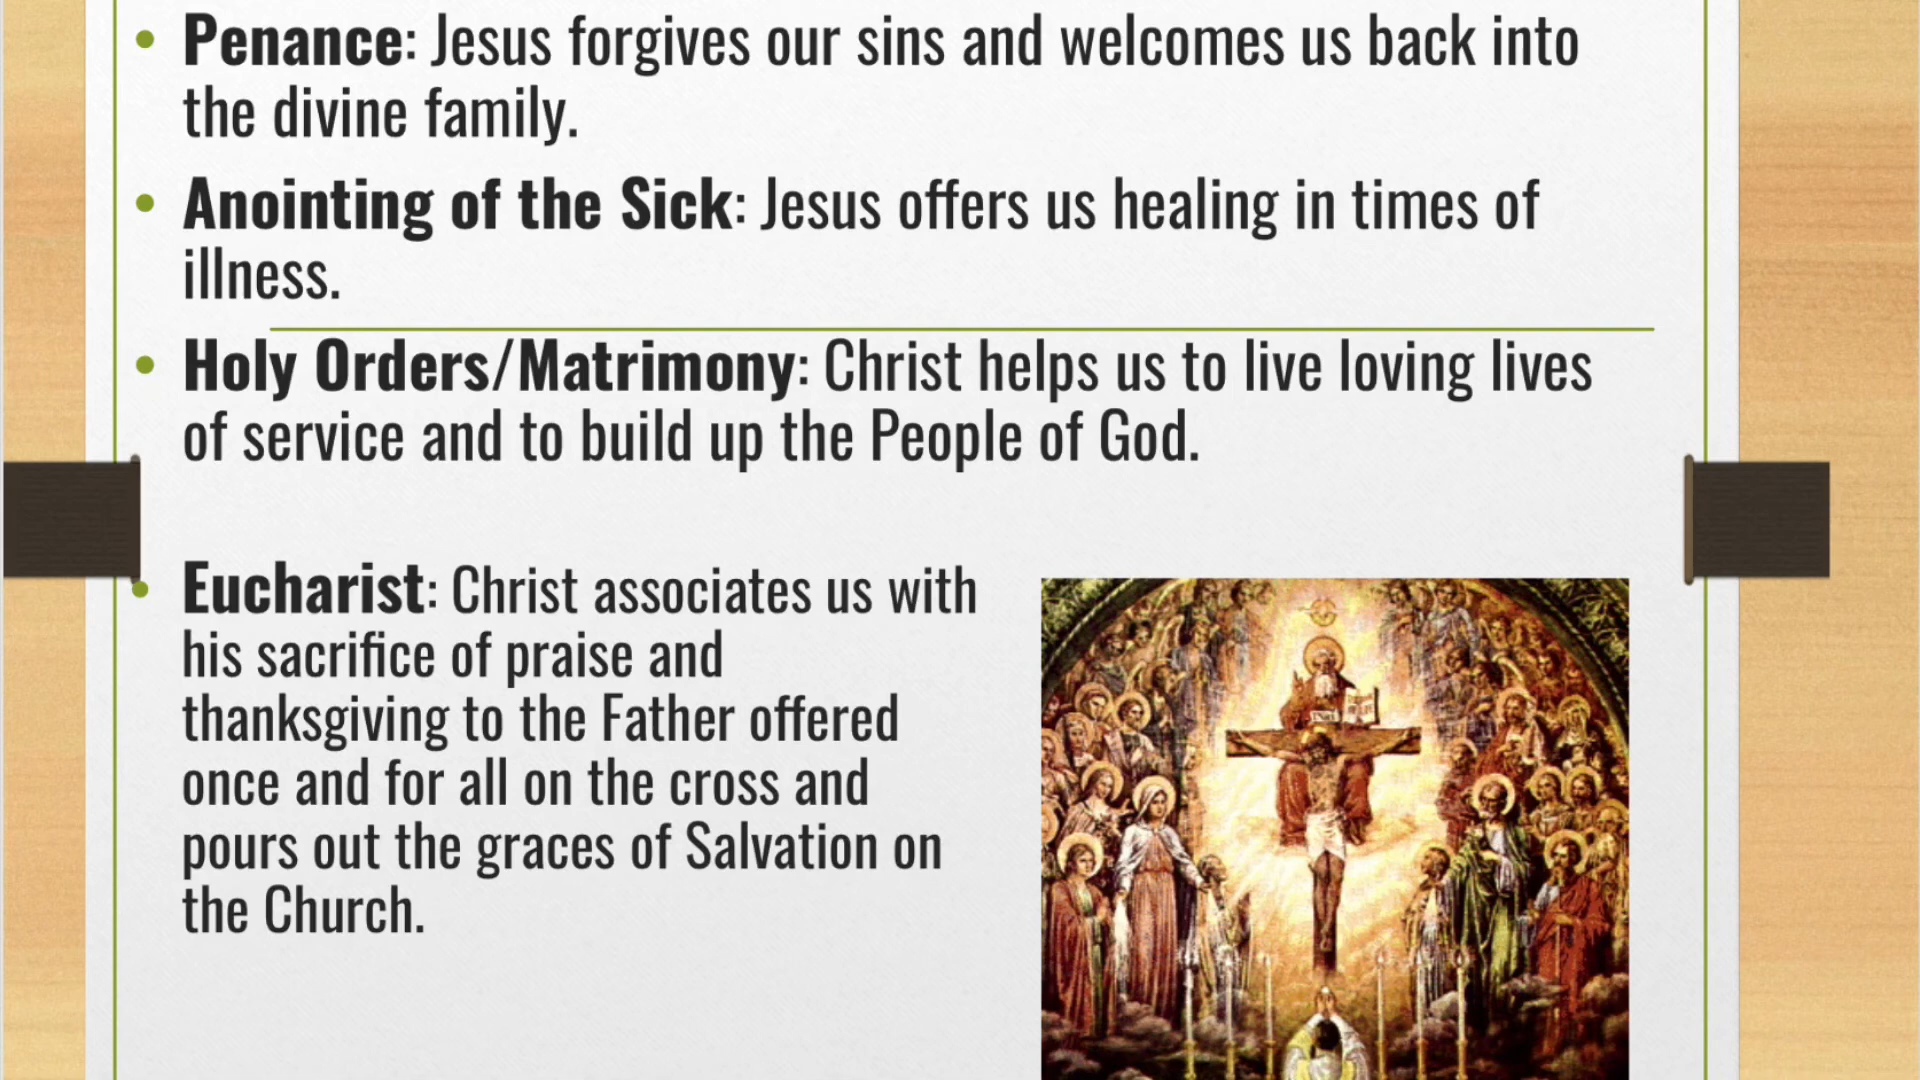 • Penance: Jesus forgives our sins and welcomes us back into
the divine family.
• Anointing of the Sick: Jesus offers us healing in times of
illness.
• Holy Orders/Matrimony: Christ helps us to live loving lives
of service and to build up the People of God.
• Eucharist: Christ associates us with
his sacrifice of praise and
thanksgiving to the Father offered
once and for all on the cross and
pours out the graces of Salvation on
the Church.